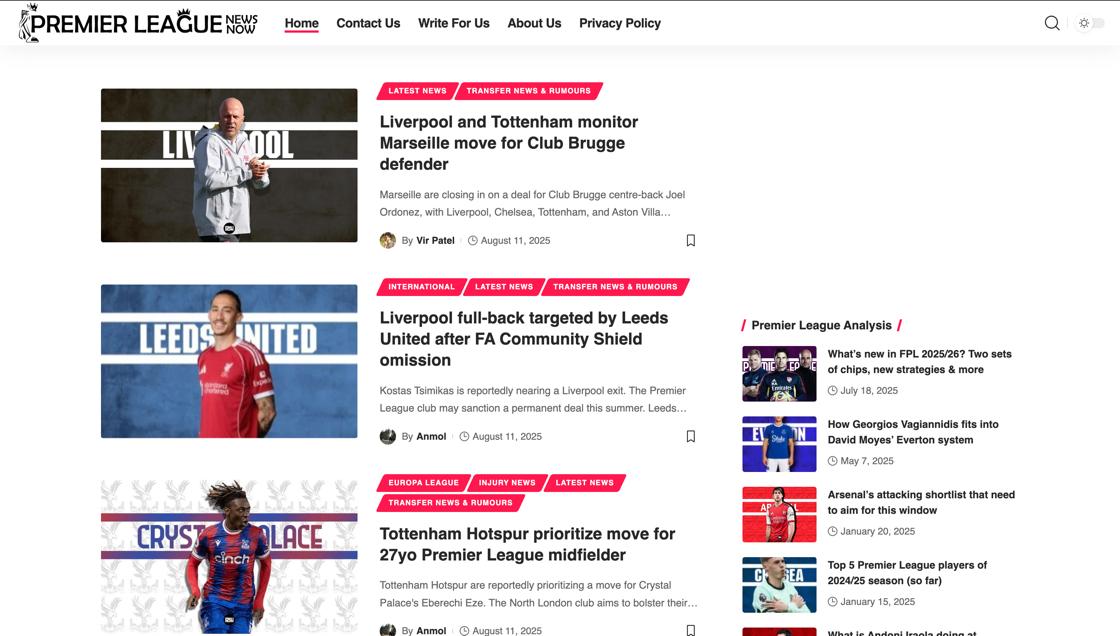 PREMIER LEAGUE NEWS NOW
Home
Contact Us
Write For Us
About Us
Privacy Policy
LATEST NEWS
TRANSFER NEWS & RUMOURS
Liverpool and Tottenham monitor
Marseille move for Club Brugge
defender
Marseille are closing in on a deal for Club Brugge centre-back Joel
Ordonez, with Liverpool, Chelsea, Tottenham, and Aston Villa…
By Vir Patel
August 11, 2025
LEEDS UNITED
INTERNATIONAL
LATEST NEWS
TRANSFER NEWS & RUMOURS
Liverpool full-back targeted by Leeds
United after FA Community Shield
omission
Kostas Tsimikas is reportedly nearing a Liverpool exit. The Premier
League club may sanction a permanent deal this summer. Leeds…
By Anmol
August 11, 2025
cinch
EUROPA LEAGUE
INJURY NEWS
LATEST NEWS
TRANSFER NEWS & RUMOURS
Tottenham Hotspur prioritize move for
27yo Premier League midfielder
Tottenham Hotspur are reportedly prioritizing a move for Crystal
Palace's Eberechi Eze. The North London club aims to bolster their…
By Anmol
August 11, 2025
Premier League Analysis
What's new in FPL 2025/26? Two sets
of chips, new strategies & more
July 18, 2025
How Georgios Vagiannidis fits into
David Moyes' Everton system
May 7, 2025
Arsenal's attacking shortlist that need
to aim for this window
January 20, 2025
Top 5 Premier League players of
2024/25 season (so far)
January 15, 2025
What is Andoni Iraola doing at